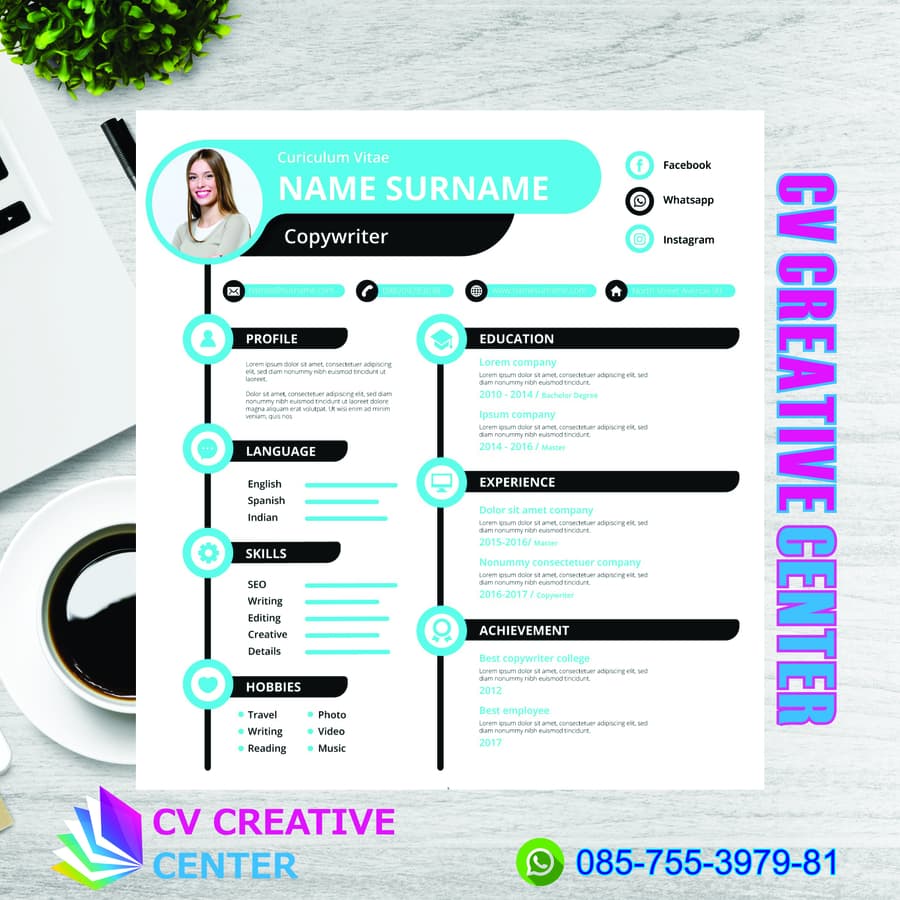 Curiculum Vitae
NAME SURNAME
Copywriter
Facebook
Whatsapp
Instagram
PROFILE
Lorem ipsum dolor sit amet, consectetuer adipiscing
elit, sed diam nonummy nibh euismod tincidunt ut
laoreet.
Lorem ipsum dolor sit amet, consectetuer adipiscing
elit, sed diam
nonummy nibh euismod tincidunt ut laoreet dolore
magna aliquam erat volutpat. Ut wisi enim ad minim
veniam, quis nos
LANGUAGE
English
Spanish
Indian
SKILLS
SEO
Writing
Editing
Creative
Details
HOBBIES
Travel
Writing
Reading
Photo
Video
Music
EDUCATION
Lorem company
Lorem ipsum dolor sit amet, consectetuer adipiscing elit, sed
diam nonummy nibh euismod tincidunt.
2010 - 2014 / Bachelor Degree
Ipsum company
Lorem ipsum dolor sit amet, consectetuer adipiscing elit, sed
diam nonummy nibh euismod tincidunt.
2014 - 2016 / Master
EXPERIENCE
Dolor sit amet company
Lorem ipsum dolor sit amet, consectetuer adipiscing elit, sed
diam nonummy nibh euismod tincidunt.
2015-2016/ Master
Nonummy consectetuer company
Lorem ipsum dolor sit amet, consectetuer adipiscing elit, sed
diam nonummy nibh euismod tincidunt.
2016-2017 / Copywriter
ACHIEVEMENT
Best copywriter college
Lorem ipsum dolor sit amet, consectetuer adipiscing elit, sed
diam nonummy nibh euismod tincidunt.
2012
Best employee
Lorem ipsum dolor sit amet, consectetuer adipiscing elit, sed
diam nonummy nibh euismod tincidunt.
2017
CV CREATIVE CENTER
CV CREATIVE
CENTER
085-755-3979-81